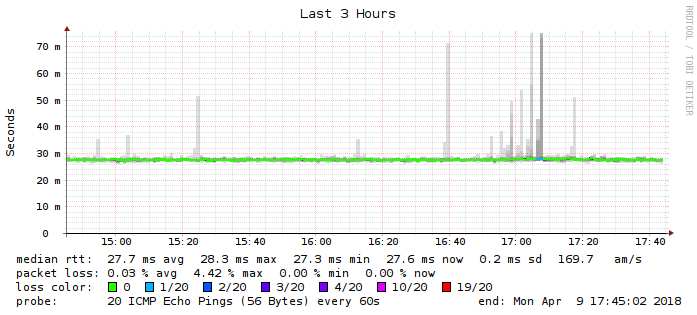 Last 3 Hours
RRDTOOL / TOBI OETIKER
Seconds
70 m
60 m
50 m
40 m
30 m
20 m
10 m
0
15:00 15:20 15:40 16:00 16:20 16:40 17:00 17:20 17:40
median rtt: 27.7 ms avg 28.3 ms max 27.3 ms min 27.6 ms now 0.2 ms sd 169.7 am/s
packet loss: 0.03 % avg 4.42 % max 0.00 % min 0.00 % now
loss color: 0 1/20 2/20 3/20 4/20 10/20 19/20
probe: 20 ICMP Echo Pings (56 Bytes) every 60s end: Mon Apr 9 17:45:02 2018